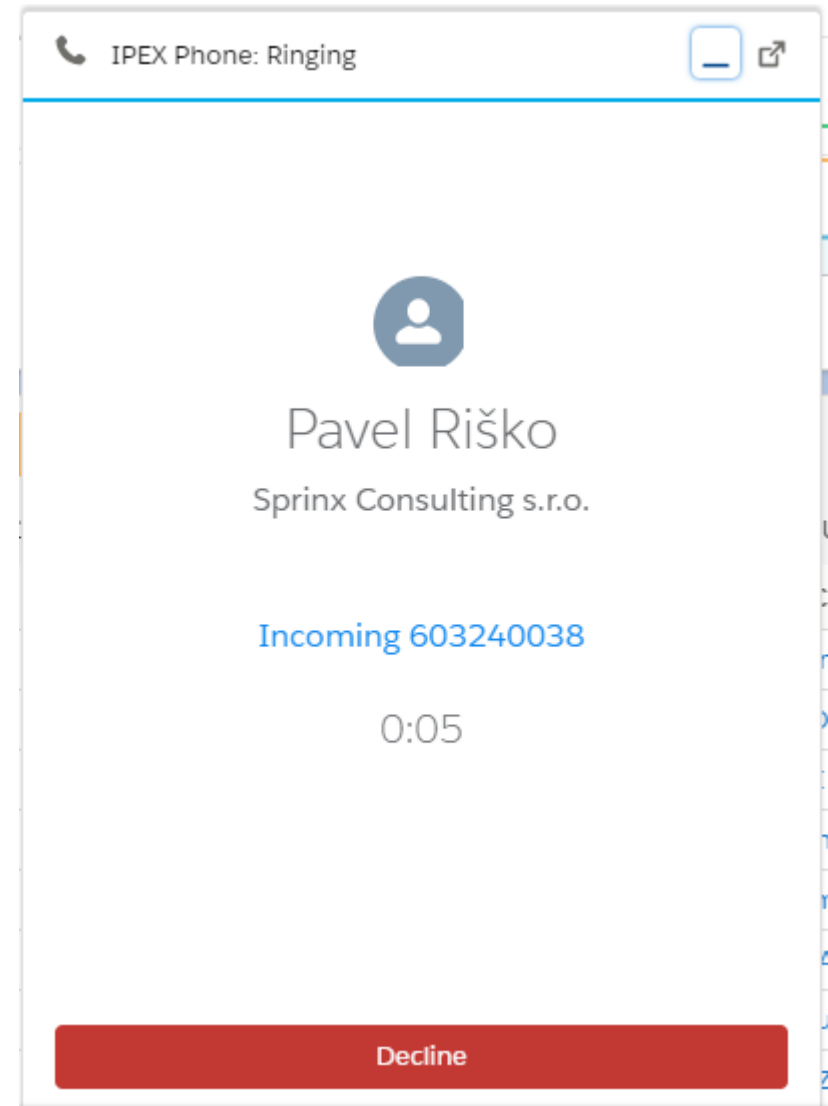 IPEX Phone: Ringing
Pavel Riško
Sprinx Consulting s.r.o.
Incoming 603240038
0:05
Decline